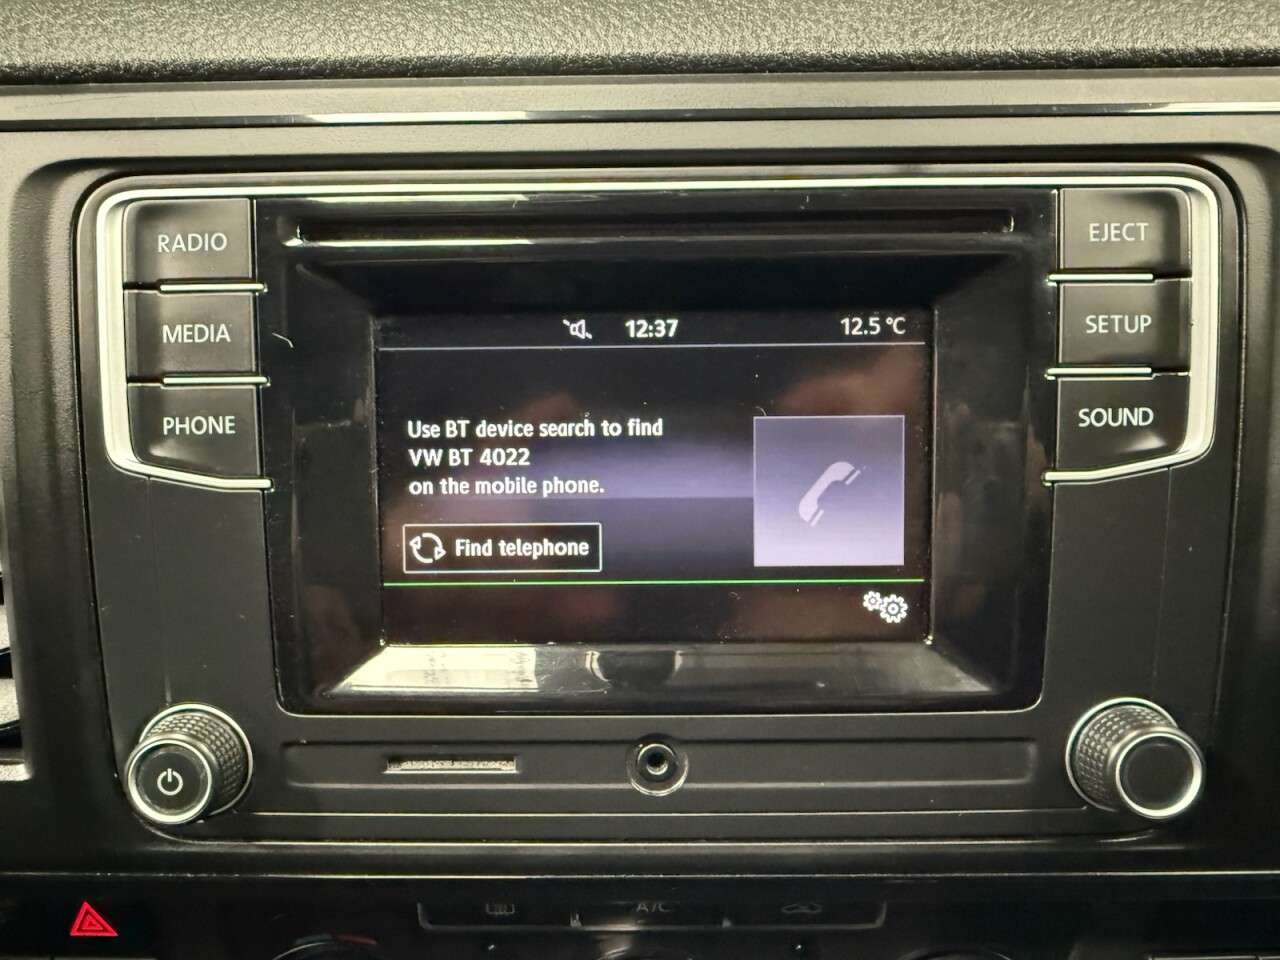 RADIO
MEDIA
PHONE
EJECT
SETUP
SOUND
12:37
12.5 °C
Use BT device search to find
VW BT 4022
on the mobile phone.
Find telephone
A/C